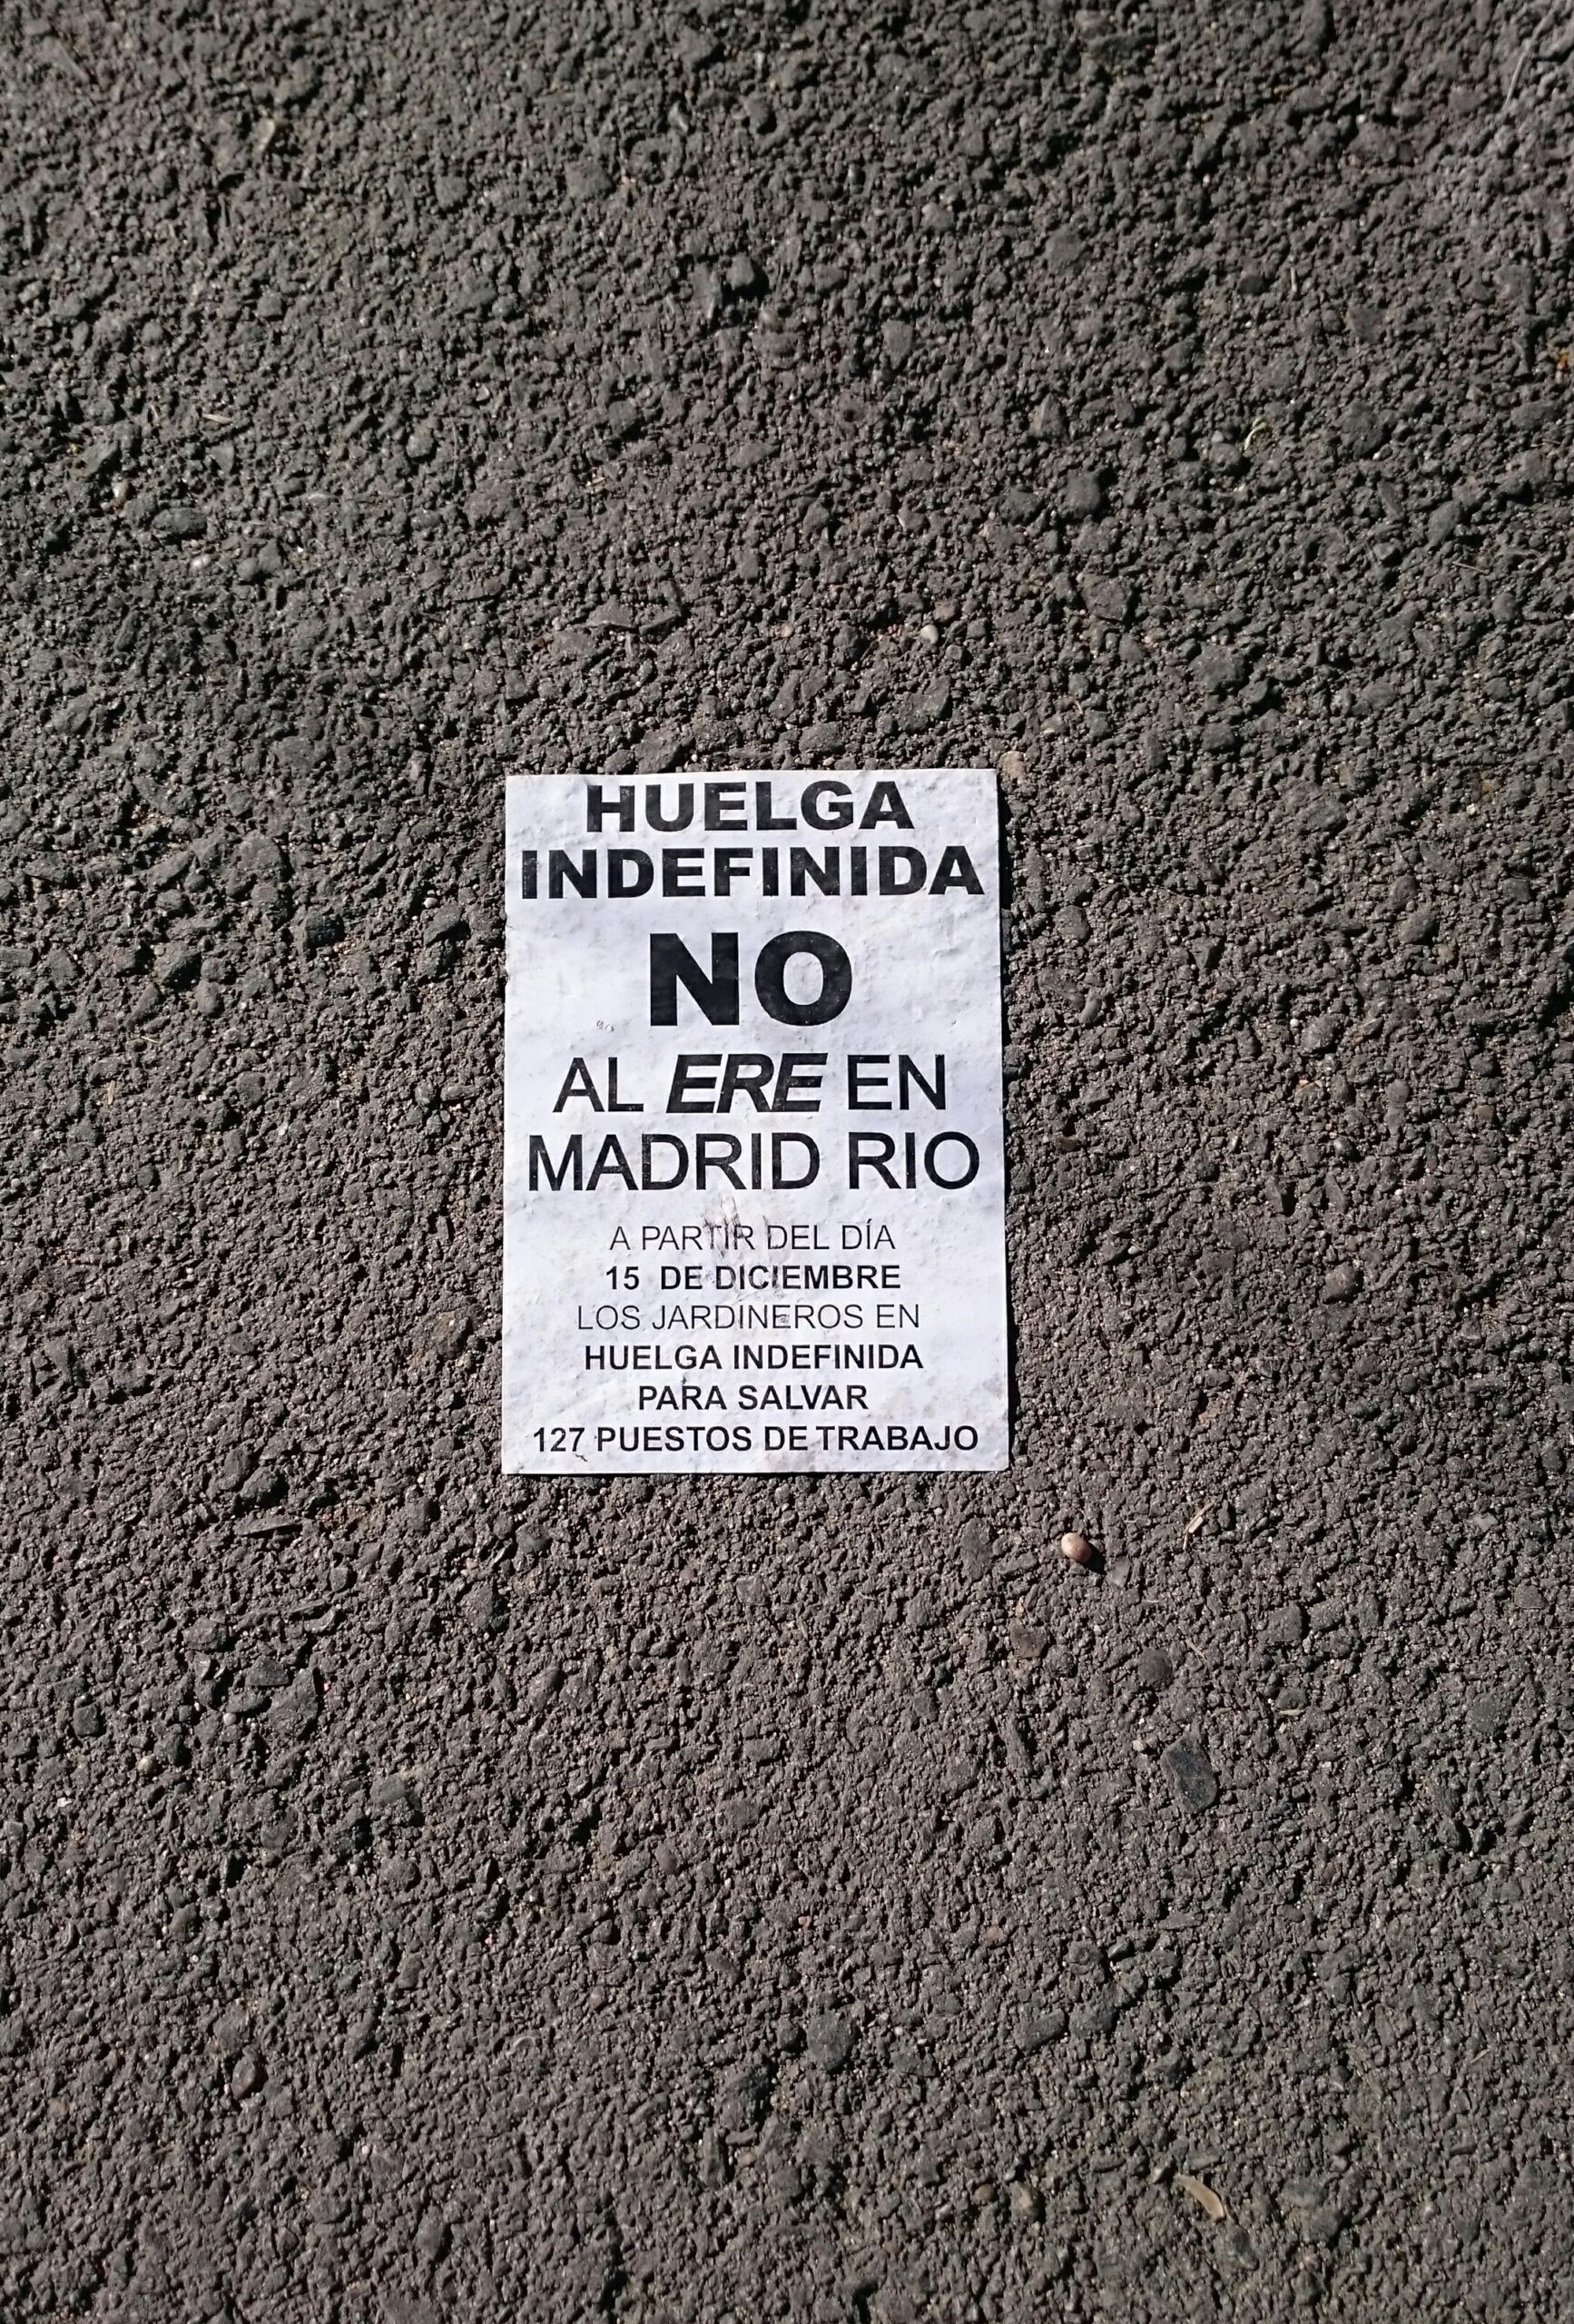 HUELGA
INDEFINIDA
NO
AL ERE EN
MADRID RIO
A PARTIR DEL DÍA
15 DE DICIEMBRE
LOS JARDINEROS EN
HUELGA INDEFINIDA
PARA SALVAR
127 PUESTOS DE TRABAJO